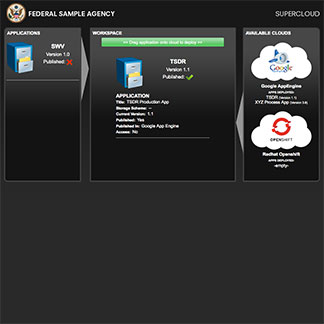 FEDERAL SAMPLE AGENCY
SUPERCLOUD
APPLICATIONS
SWV
Version 1.0
Published:
WORKSPACE
>> Drag application onto cloud to deploy >>
TSDR
Version 1.1
Published:
APPLICATION
Title: TSDR Production App
Storage Scheme: --
Current Version: 1.1
Published: Yes
Published In: Google App Engine
Access: No
AVAILABLE CLOUDS
Google
Google AppEngine
APPS DEPLOYED:
TSDR (Version 1.1)
XYZ Process App (Version 3.8)
OPENSHIFT
Redhat Openshift
APPS DEPLOYED:
-empty-